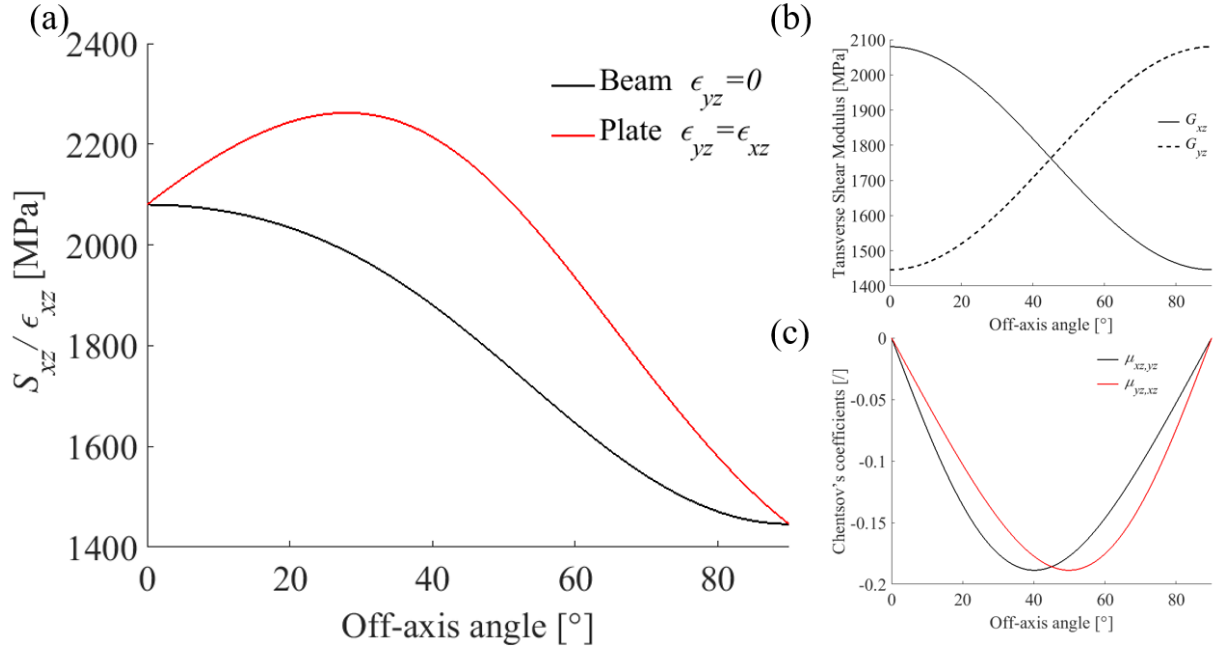 (a)
2400
2200
2000
1800
1600
1400
0
20
40
60
80
S_xz / ϵ_xz [MPa]
Off-axis angle [°]
Beam ϵ_yz=0
Plate ϵ_yz=ϵ_xz
(b)
2100
2000
1900
1800
1700
1600
1500
1400
0
20
40
60
80
Tansverse Shear Modulus [MPa]
Off-axis angle [°]
G_xz
G_yz
(c)
0
-0.05
-0.1
-0.15
-0.2
0
20
40
60
80
Chentsov's coefficients [/]
Off-axis angle [°]
μ_xz,yz
μ_yz,xz